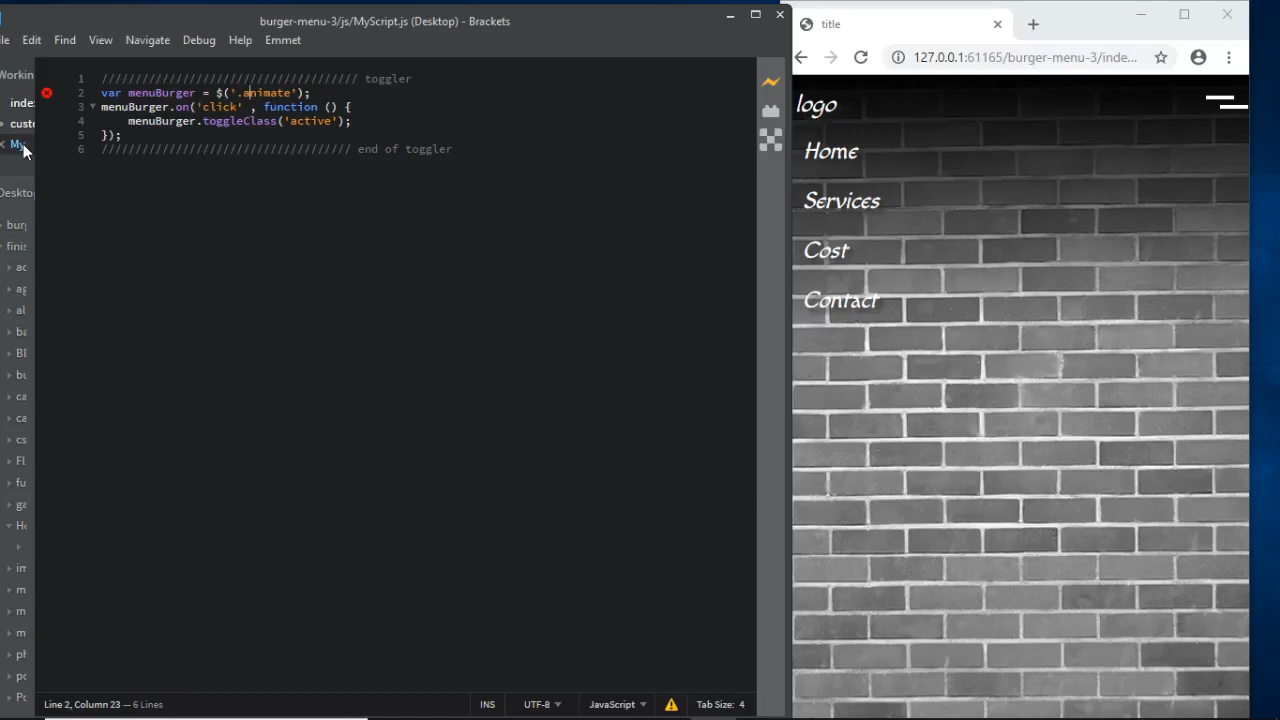 burger-menu-3/js/MyScript.js (Desktop) - Brackets
Edit Find View Navigate Debug Help Emmet
1 ///////////////////////////////////// toggler
2 var menuBurger = $('.animate');
3 menuBurger.on('click' , function () {
4 menuBurger.toggleClass('active');
5 });
6 ///////////////////////////////////// end of toggler
Line 2, Column 23 — 6 Lines
INS
UTF-8
JavaScript
Tab Size: 4
title
127.0.0.1:61165/burger-menu-3/inde...
logo
Home
Services
Cost
Contact